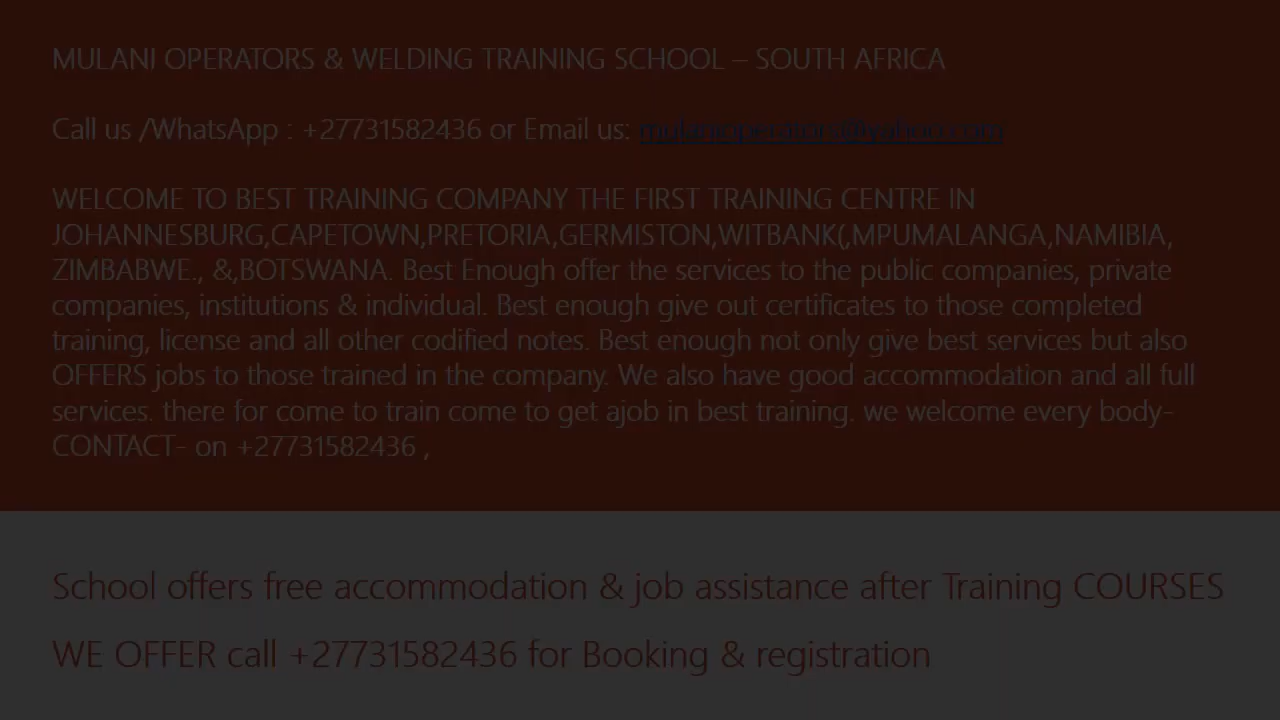 MULANI OPERATORS & WELDING TRAINING SCHOOL – SOUTH AFRICA
Call us /WhatsApp : +27731582436 or Email us: mulanioperators@yahoo.com
WELCOME TO BEST TRAINING COMPANY THE FIRST TRAINING CENTRE IN
JOHANNESBURG,CAPETOWN,PRETORIA,GERMISTON,WITBANK(,MPUMALANGA,NAMIBIA,
ZIMBABWE., &,BOTSWANA. Best Enough offer the services to the public companies, private
companies, institutions & individual. Best enough give out certificates to those completed
training, license and all other codified notes. Best enough not only give best services but also
OFFERS jobs to those trained in the company. We also have good accommodation and all full
services. there for come to train come to get ajob in best training. we welcome every body-
CONTACT- on +27731582436 ,
School offers free accommodation & job assistance after Training COURSES
WE OFFER call +27731582436 for Booking & registration